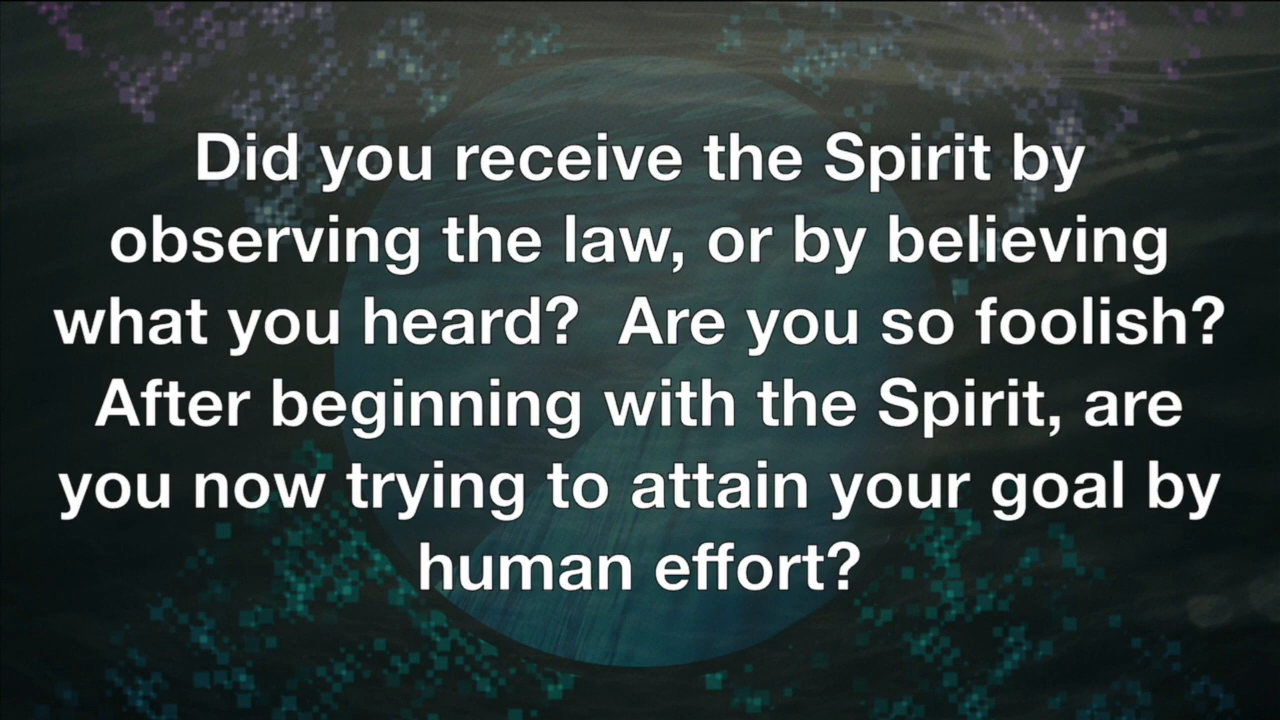 Did you receive the Spirit by
observing the law, or by believing
what you heard?  Are you so foolish?
After beginning with the Spirit, are
you now trying to attain your goal by
human effort?